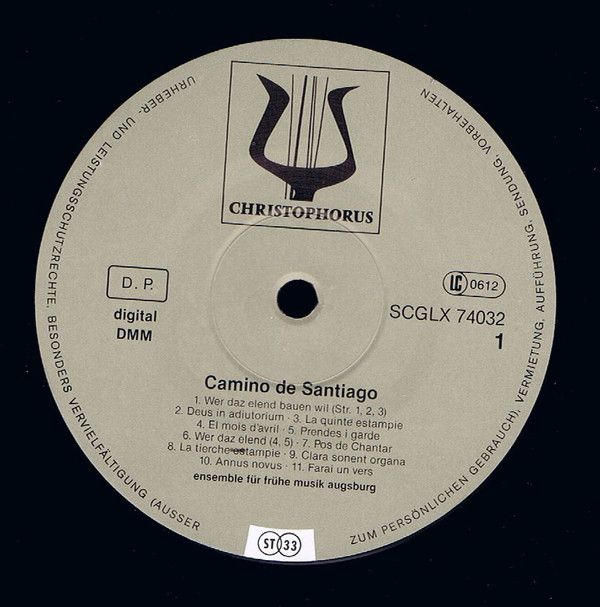 URHEBER- UND LEISTUNGSSCHUTZRECHTE, BESONDERS VERVIELFÄLTIGUNG (AUSSER ZUM PERSÖNLICHEN GEBRAUCH), VERMIETUNG, AUFFÜHRUNG, SENDUNG, VORBEHALTEN
CHRISTOPHORUS
D. P.
digital
DMM
LC 0612
SCGLX 74032
1
Camino de Santiago
1. Wer daz elend bauen wil (Str. 1, 2, 3)
2. Deus in adiutorium · 3. La quinte estampie
4. El mois d'avril · 5. Prendes i garde
6. Wer daz elend (4, 5) · 7. Pos de Chantar
8. La tierche estampie · 9. Clara sonent organa
10. Annus novus · 11. Farai un vers
ensemble für frühe musik augsburg
ST 33